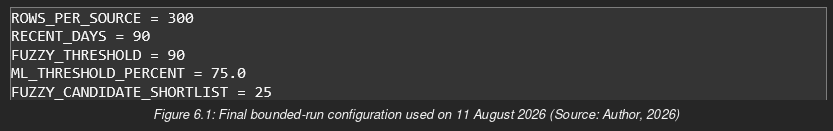 ROWS_PER_SOURCE = 300
RECENT_DAYS = 90
FUZZY_THRESHOLD = 90
ML_THRESHOLD_PERCENT = 75.0
FUZZY_CANDIDATE_SHORTLIST = 25
Figure 6.1: Final bounded-run configuration used on 11 August 2026 (Source: Author, 2026)